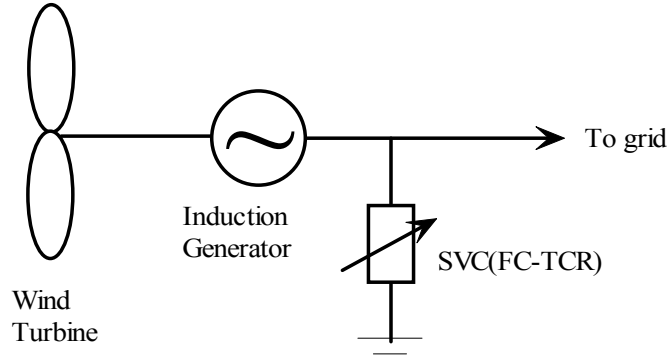 To grid
Induction
Generator
SVC(FC-TCR)
Wind
Turbine